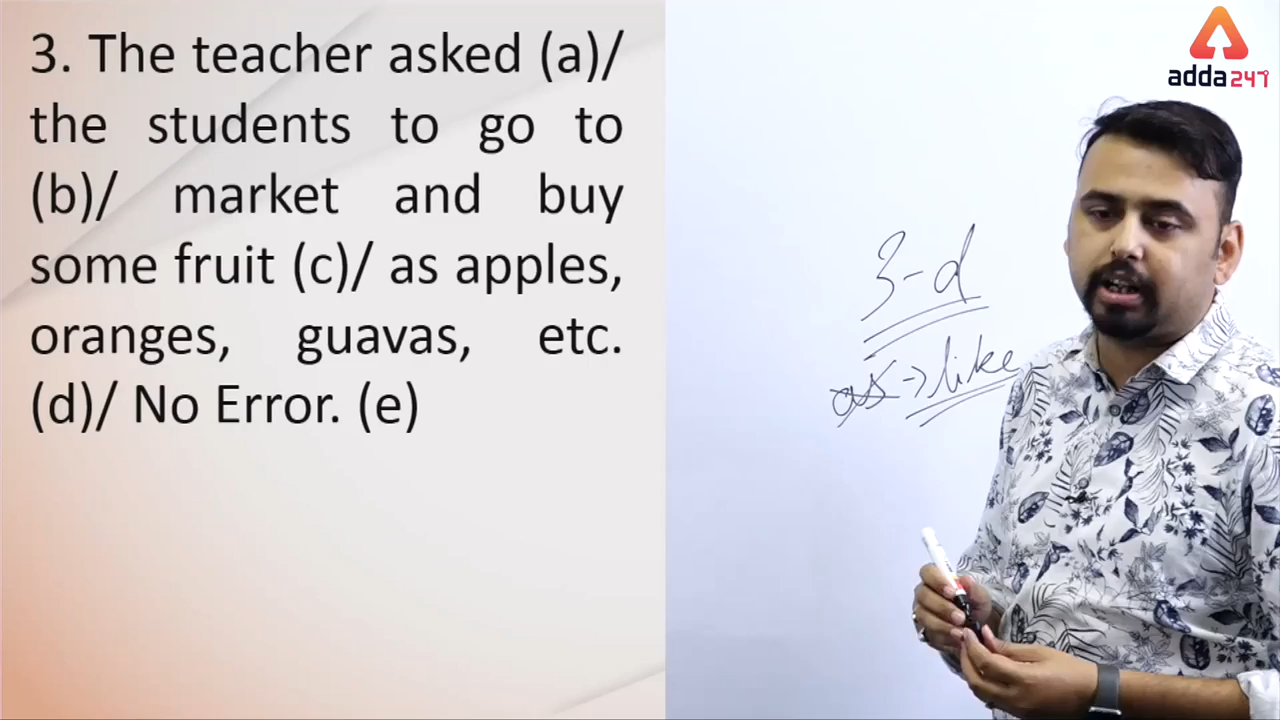 3. The teacher asked (a)/
the students to go to
(b)/ market and buy
some fruit (c)/ as apples,
oranges, guavas, etc.
(d)/ No Error. (e)
adda247
3-d
as → like